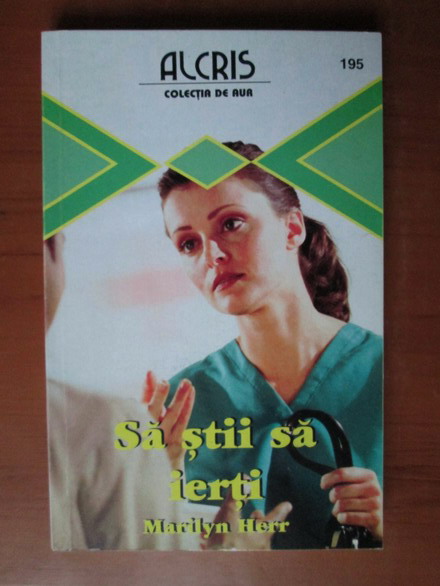 ALCRIS
COLECȚIA DE AUR
195
Să știi să
ierți
Marilyn Herr